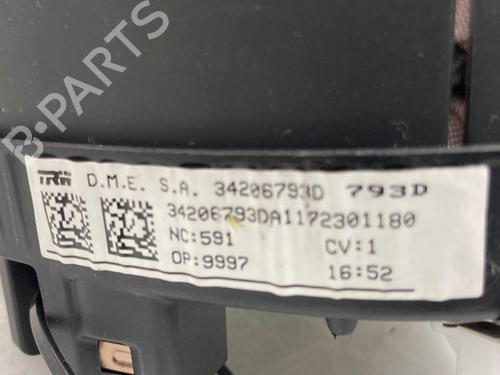 B-PARTS
TRW D.M.E. S.A. 34206793D 793D
34206793DA1172301180
NC:591 CV:1
OP:9997 16:52